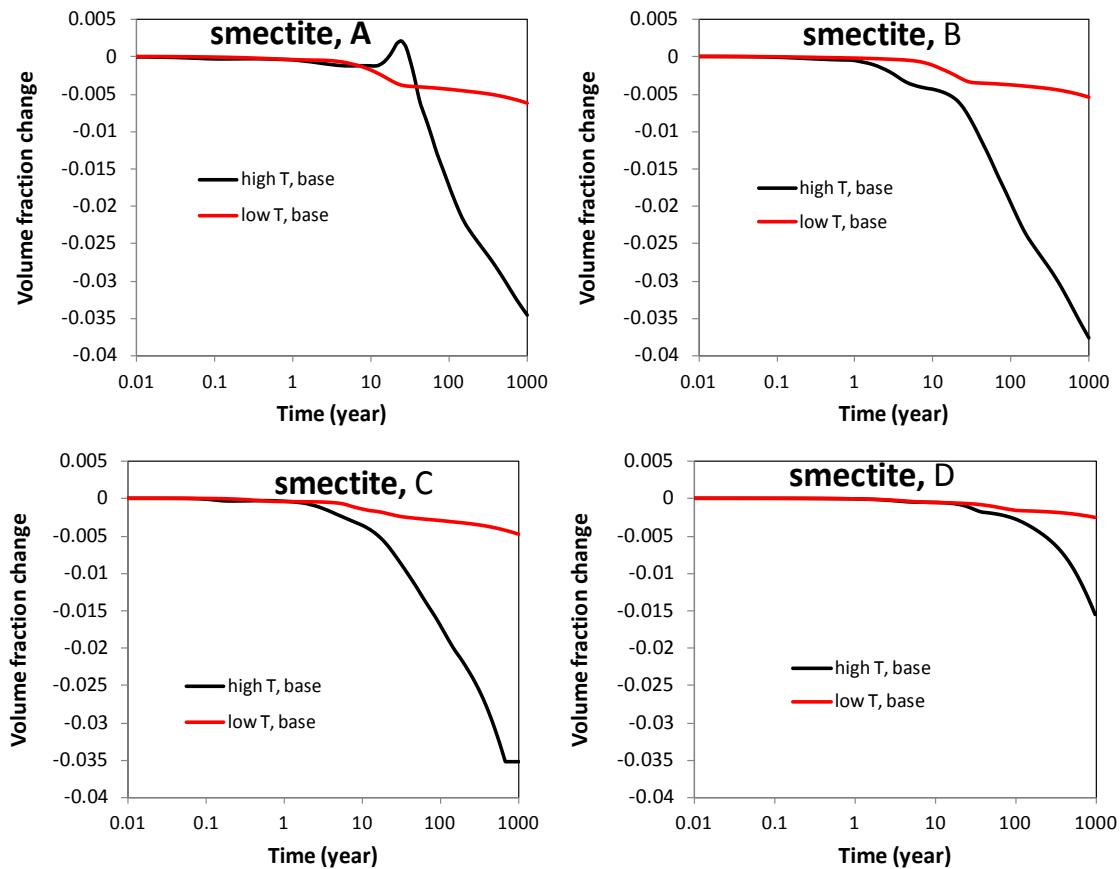 smectite, A
0.005
0
-0.005
-0.01
-0.015
-0.02
-0.025
-0.03
-0.035
-0.04
Volume fraction change
high T, base
low T, base
0.01 0.1 1 10 100 1000
Time (year)
smectite, B
0.005
0
-0.005
-0.01
-0.015
-0.02
-0.025
-0.03
-0.035
-0.04
Volume fraction change
high T, base
low T, base
0.01 0.1 1 10 100 1000
Time (year)
smectite, C
0.005
0
-0.005
-0.01
-0.015
-0.02
-0.025
-0.03
-0.035
-0.04
Volume fraction change
high T, base
low T, base
0.01 0.1 1 10 100 1000
Time (year)
smectite, D
0.005
0
-0.005
-0.01
-0.015
-0.02
-0.025
-0.03
-0.035
-0.04
Volume fraction change
high T, base
low T, base
0.01 0.1 1 10 100 1000
Time (year)